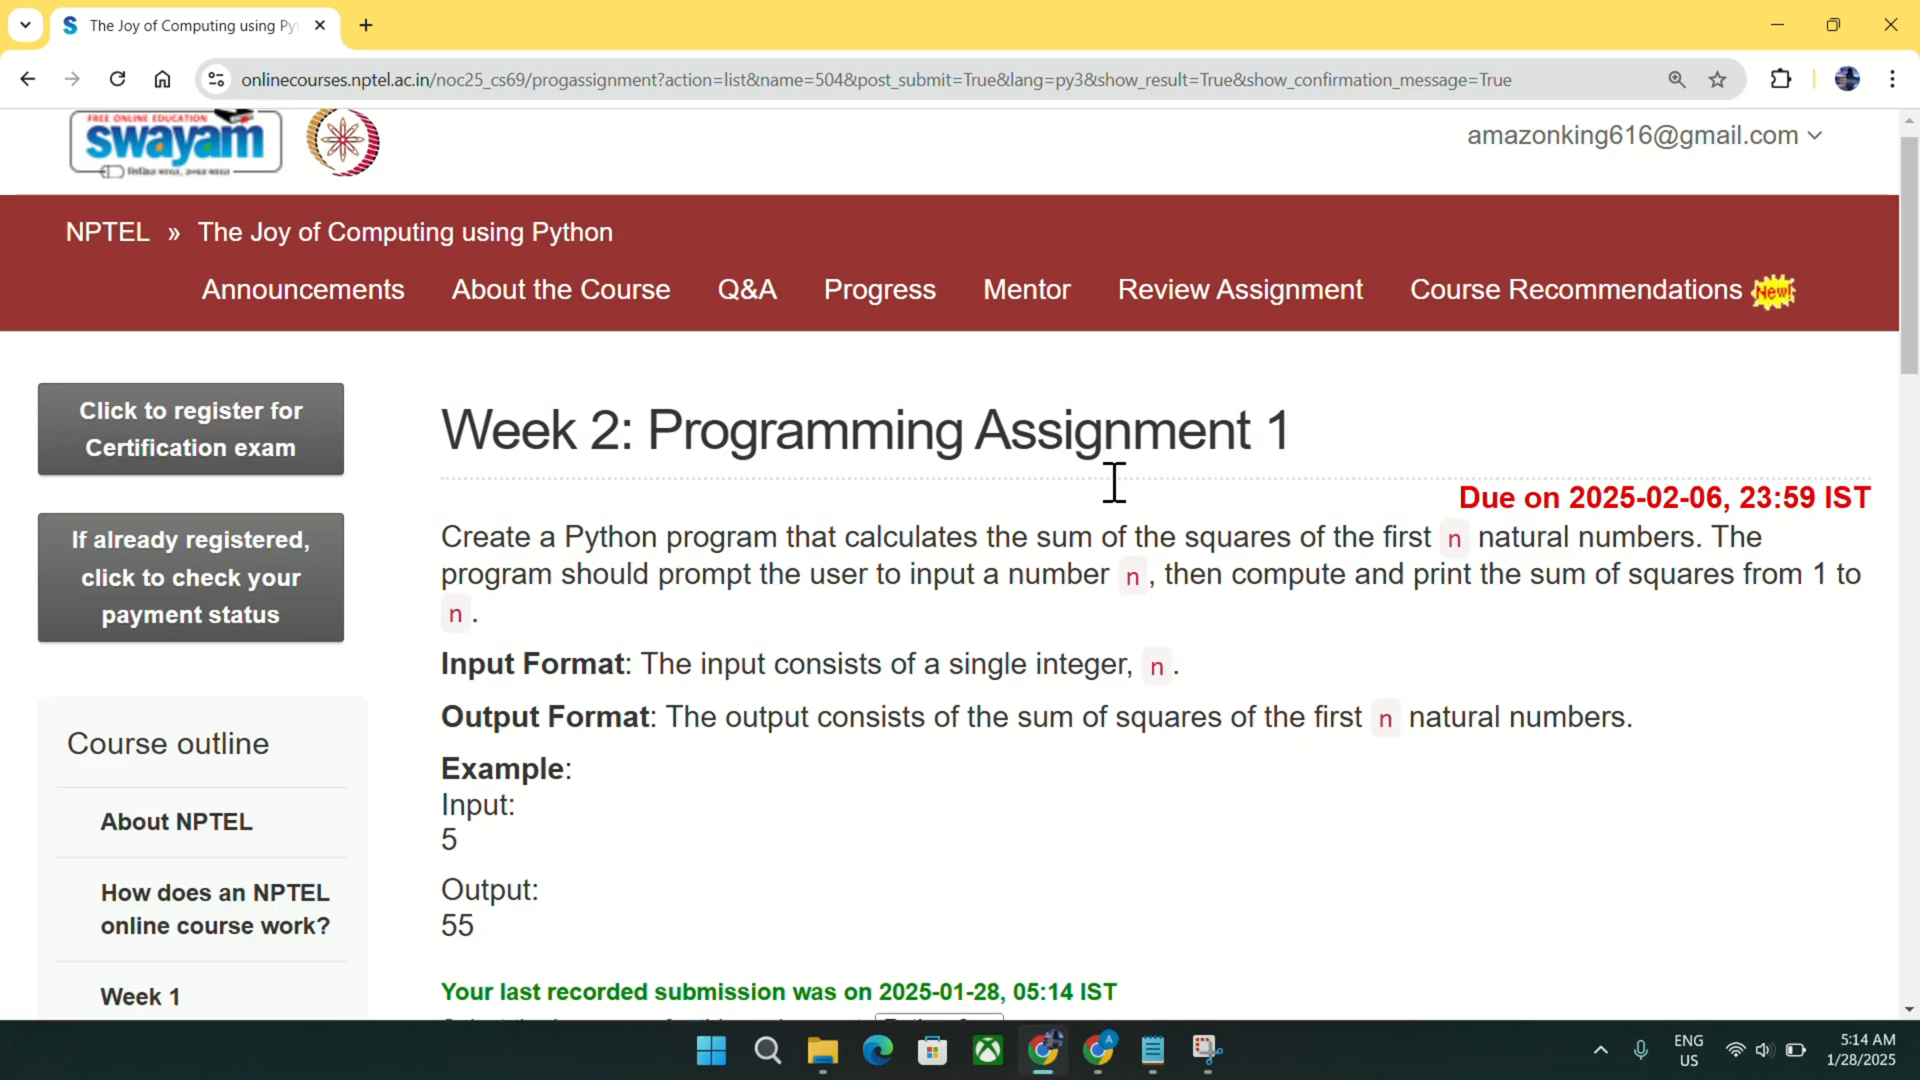 The Joy of Computing using Py
onlinecourses.nptel.ac.in/noc25_cs69/progassignment?action=list&name=504&post_submit=True&lang=py3&show_result=True&show_confirmation_message=True
FREE ONLINE EDUCATION
swayam
amazonking616@gmail.com
NPTEL » The Joy of Computing using Python
Announcements About the Course Q&A Progress Mentor Review Assignment Course Recommendations New!
Click to register for
Certification exam
If already registered,
click to check your
payment status
Course outline
About NPTEL
How does an NPTEL
online course work?
Week 1
Week 2: Programming Assignment 1
Due on 2025-02-06, 23:59 IST
Create a Python program that calculates the sum of the squares of the first n natural numbers. The
program should prompt the user to input a number n , then compute and print the sum of squares from 1 to
n .
Input Format: The input consists of a single integer, n .
Output Format: The output consists of the sum of squares of the first n natural numbers.
Example:
Input:
5
Output:
55
Your last recorded submission was on 2025-01-28, 05:14 IST
ENG
US
5:14 AM
1/28/2025